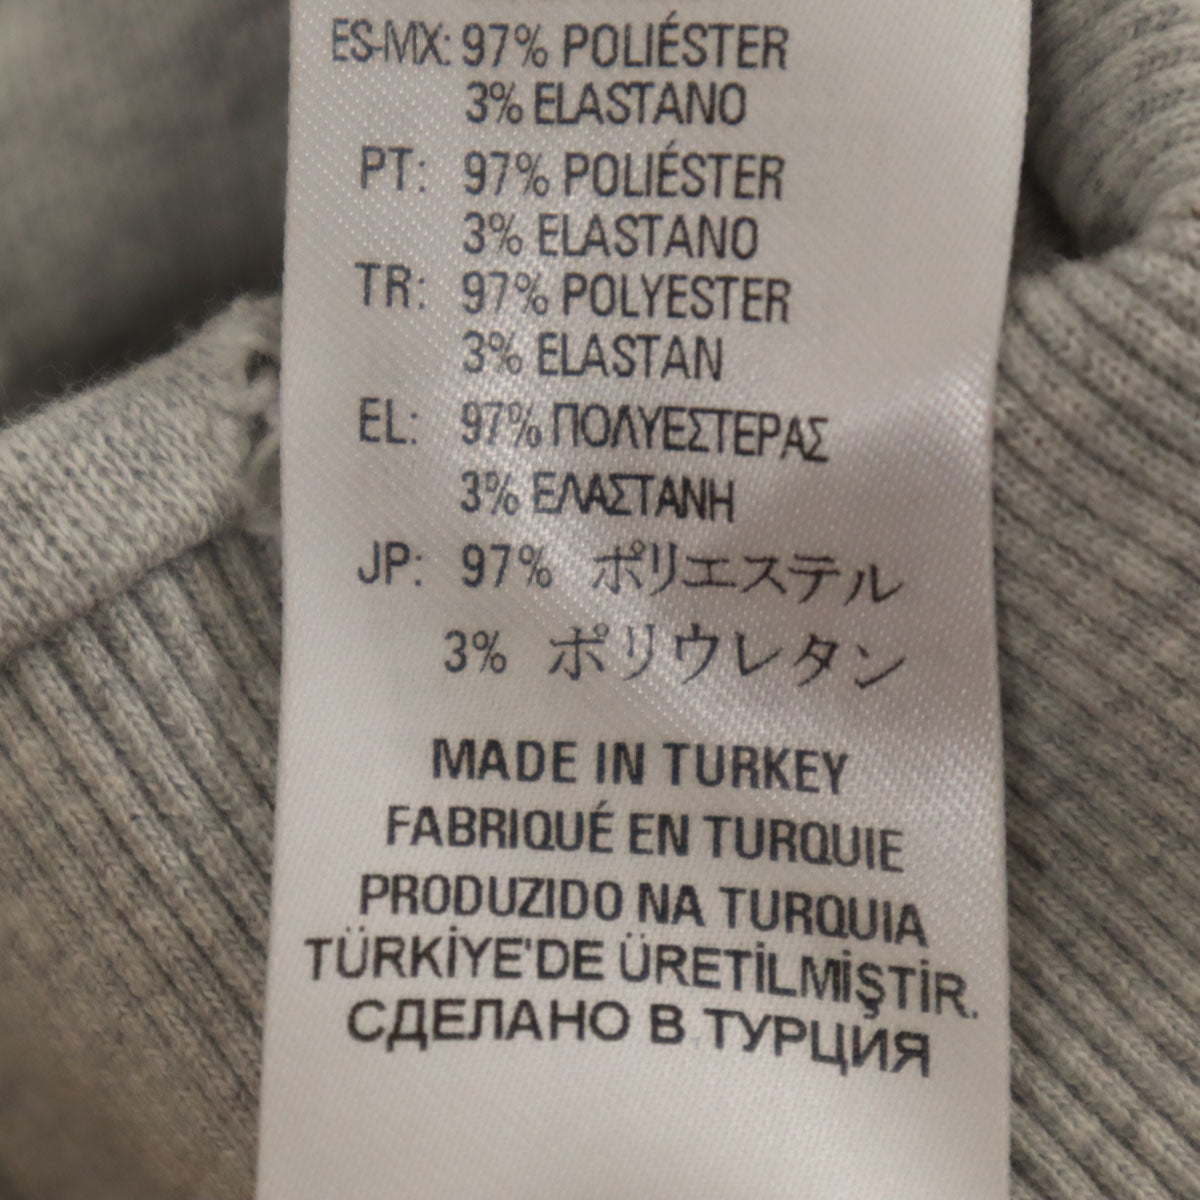 ES-MX: 97% POLIÉSTER
3% ELASTANO
PT: 97% POLIÉSTER
3% ELASTANO
TR: 97% POLYESTER
3% ELASTAN
EL: 97% ΠΟΛΥΕΣΤΕΡΑΣ
3% ΕΛΑΣΤΑΝΗ
JP: 97% ポリエステル
3% ポリウレタン
MADE IN TURKEY
FABRIQUÉ EN TURQUIE
PRODUZIDO NA TURQUIA
TÜRKİYE'DE ÜRETİLMİŞTİR.
СДЕЛАНО В ТУРЦИЯ